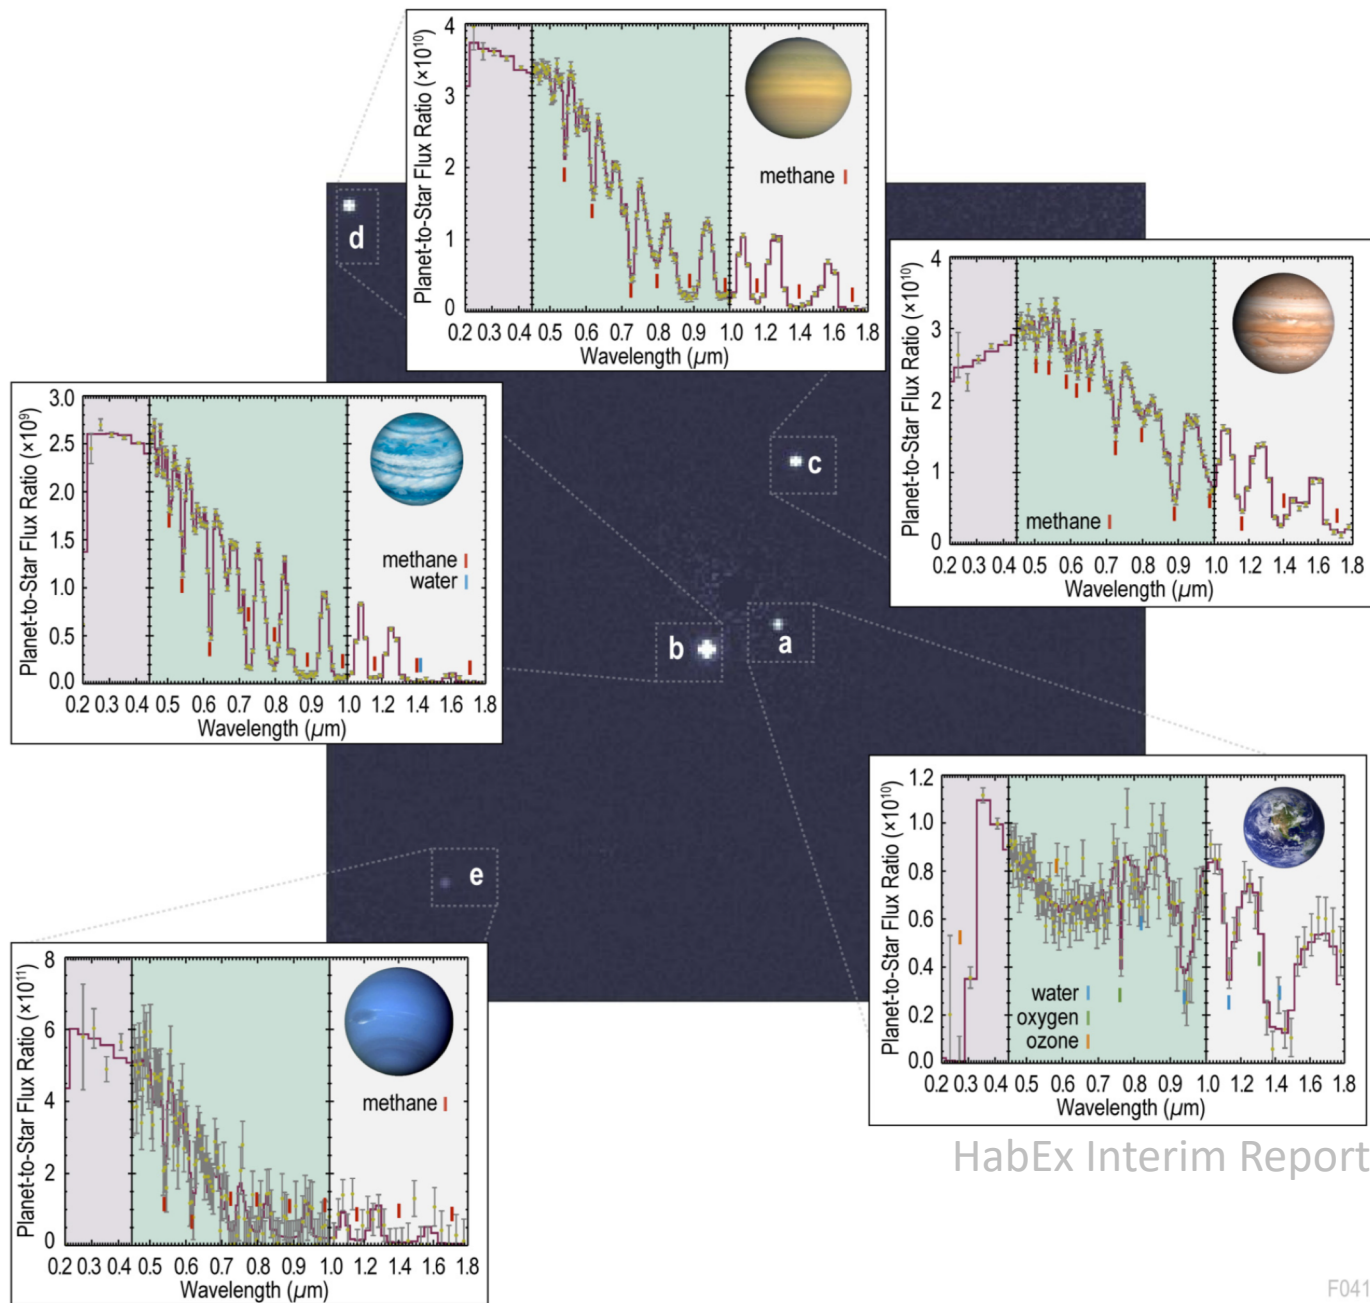 Planet-to-Star Flux Ratio (×10¹⁰)
4
3
2
1
0
methane
0.2 0.3 0.4 0.5 0.6 0.7 0.8 0.9 1.0 1.2 1.4 1.6 1.8
Wavelength (µm)
d
Planet-to-Star Flux Ratio (×10¹⁰)
4
3
2
1
0
methane
0.2 0.3 0.4 0.5 0.6 0.7 0.8 0.9 1.0 1.2 1.4 1.6 1.8
Wavelength (µm)
Planet-to-Star Flux Ratio (×10⁹)
3.0
2.5
2.0
1.5
1.0
0.5
0.0
methane
water
0.2 0.3 0.4 0.5 0.6 0.7 0.8 0.9 1.0 1.2 1.4 1.6 1.8
Wavelength (µm)
c
b
a
e
Planet-to-Star Flux Ratio (×10¹⁰)
1.2
1.0
0.8
0.6
0.4
0.2
0.0
water
oxygen
ozone
0.2 0.3 0.4 0.5 0.6 0.7 0.8 0.9 1.0 1.2 1.4 1.6 1.8
Wavelength (µm)
Planet-to-Star Flux Ratio (×10¹¹)
8
6
4
2
0
methane
0.2 0.3 0.4 0.5 0.6 0.7 0.8 0.9 1.0 1.2 1.4 1.6 1.8
Wavelength (µm)
HabEx Interim Report
F041